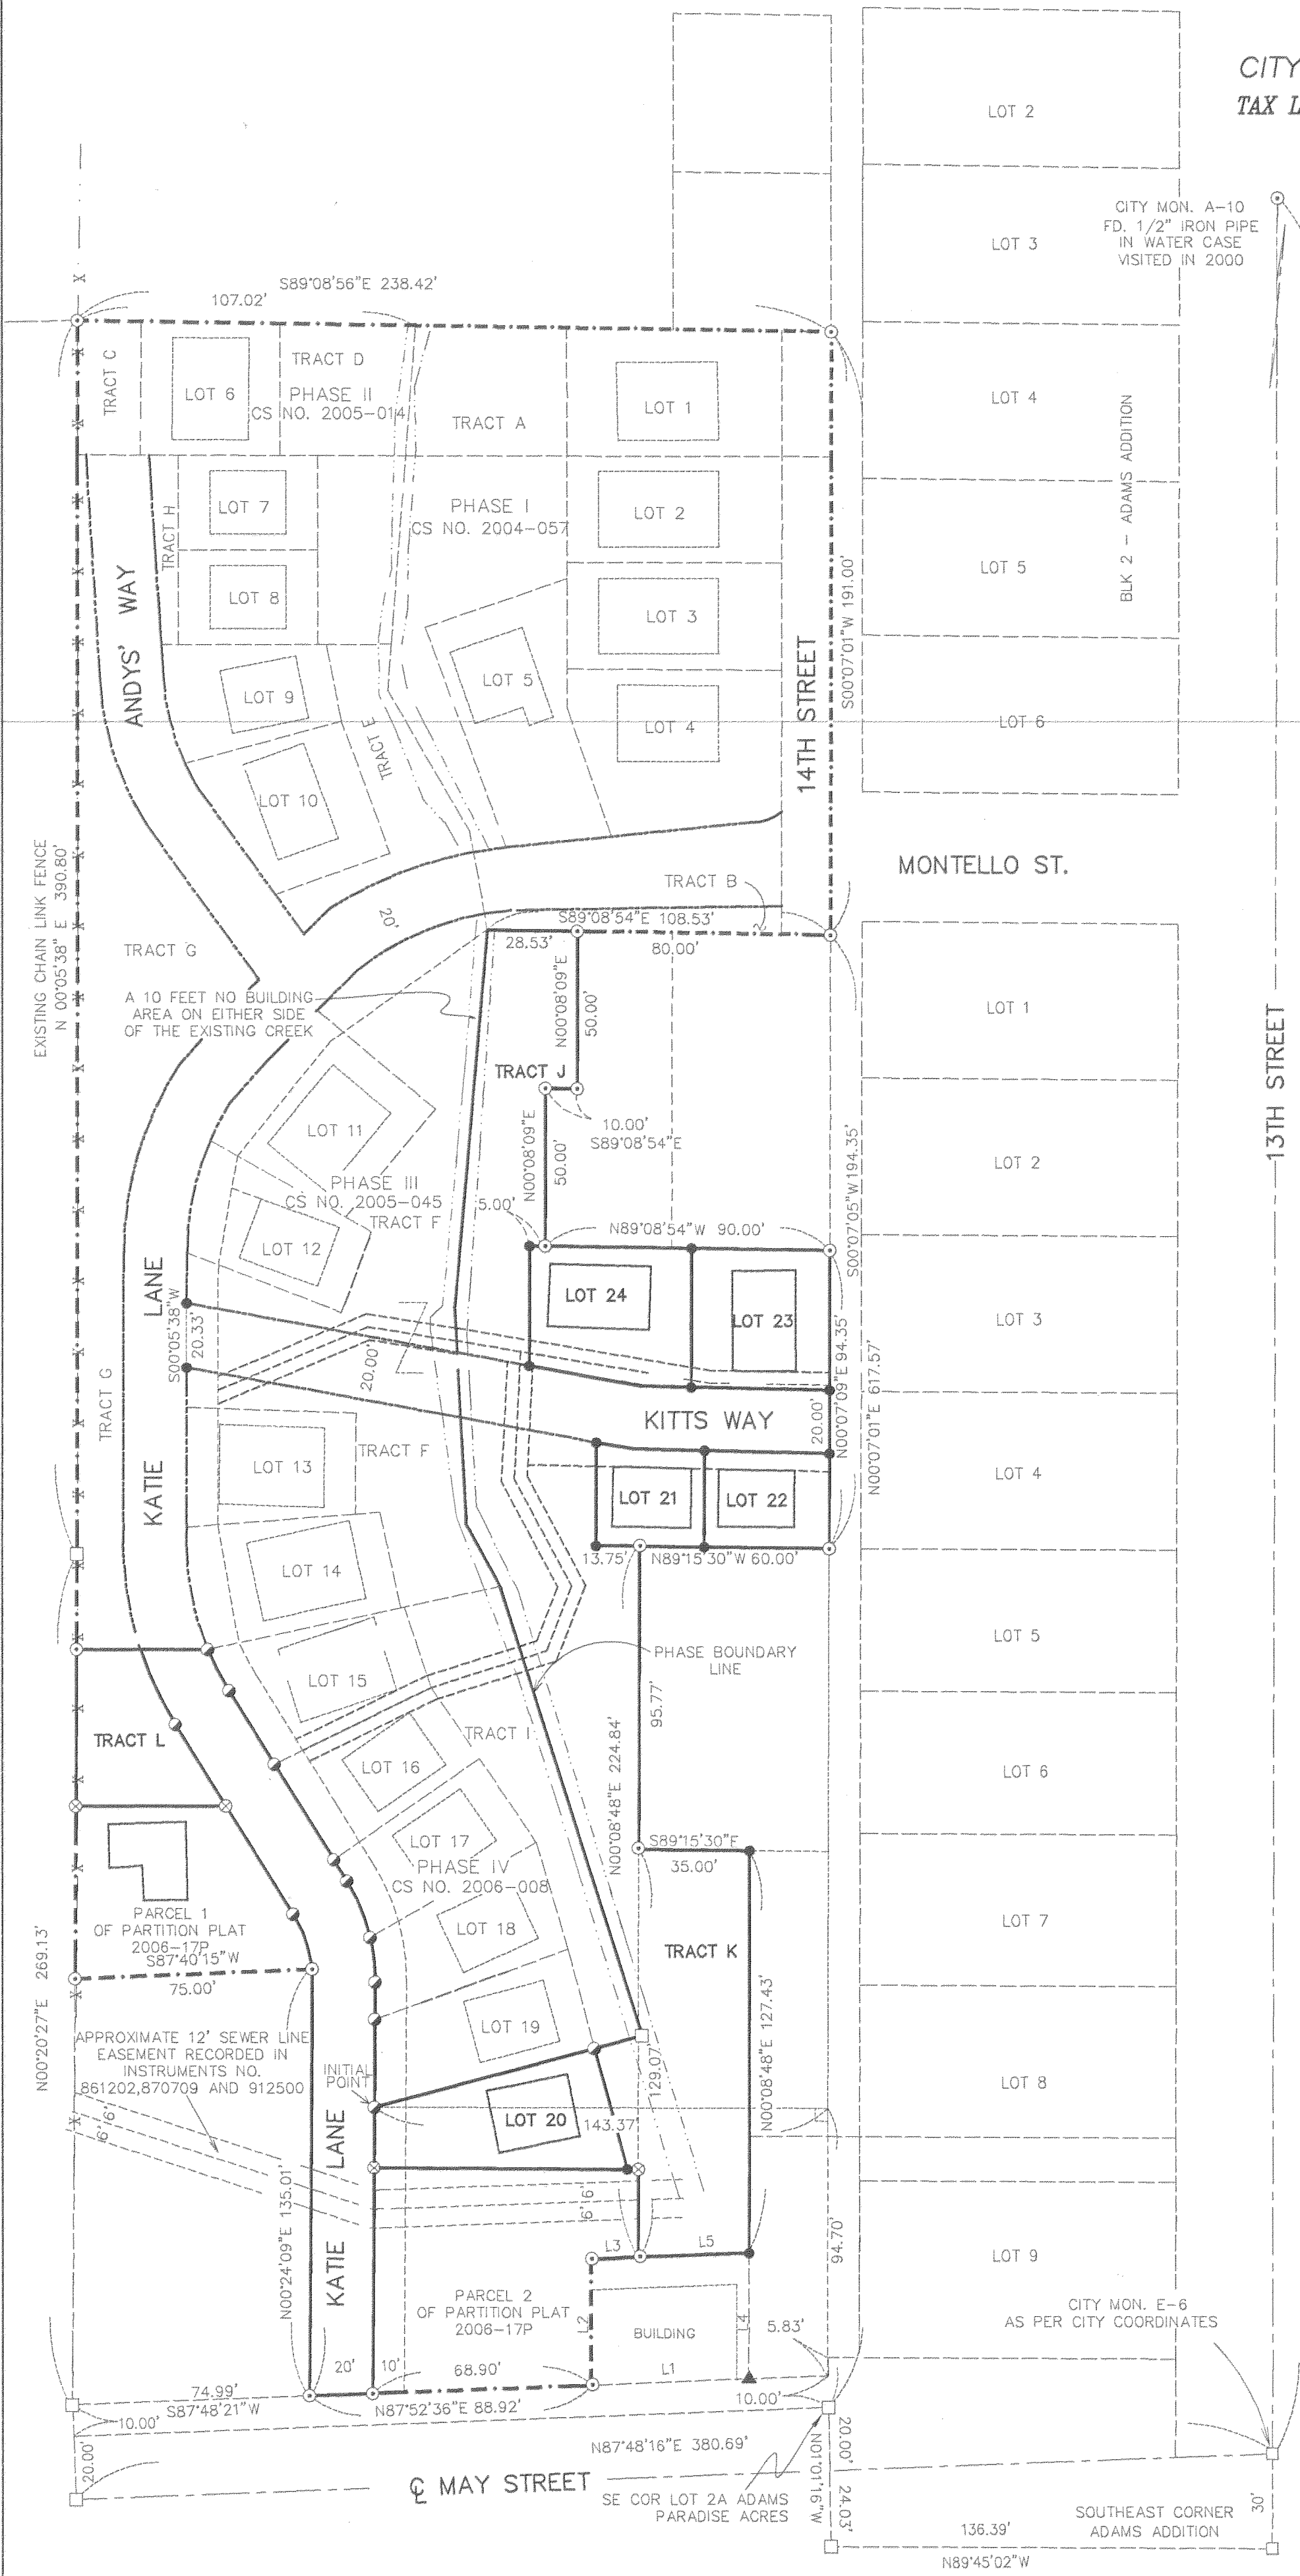 CITY
TAX L
LOT 2
CITY MON. A-10
FD. 1/2" IRON PIPE
IN WATER CASE
VISITED IN 2000
LOT 3
S89°08'56"E 238.42'
107.02'
TRACT C
LOT 6
TRACT D
PHASE II
CS NO. 2005-014
TRACT A
LOT 1
LOT 4
BLK 2 - ADAMS ADDITION
TRACT H
LOT 7
PHASE I
CS NO. 2004-057
LOT 2
LOT 5
LOT 8
LOT 3
S00°07'01"W 191.00'
ANDYS' WAY
LOT 9
LOT 5
LOT 4
14TH STREET
LOT 6
TRACT E
LOT 10
EXISTING CHAIN LINK FENCE
N 00°05'38" E 390.80'
MONTELLO ST.
TRACT B
20'
S89°08'54"E 108.53'
28.53'
80.00'
TRACT G
A 10 FEET NO BUILDING
AREA ON EITHER SIDE
OF THE EXISTING CREEK
N00°08'09"E
50.00'
LOT 1
13TH STREET
TRACT J
10.00'
S89°08'54"E
N00°08'09"E
50.00'
LOT 11
PHASE III
CS NO. 2005-045
TRACT F
LOT 2
S00°07'05"W 194.35'
5.00'
N89°08'54"W 90.00'
LOT 12
KATIE LANE
S00°05'38"W
20.33'
LOT 24
LOT 23
LOT 3
N00°07'09"E 94.35'
N00°07'01"E 617.57'
20.00'
TRACT G
KITTS WAY
20.00'
TRACT F
LOT 13
LOT 4
LOT 21
LOT 22
13.75'
N89°15'30"W 60.00'
LOT 14
LOT 5
PHASE BOUNDARY
LINE
LOT 15
95.77'
TRACT L
TRACT I
LOT 16
LOT 6
N00°08'48"E 224.84'
LOT 17
S89°15'30"E
35.00'
PHASE IV
CS NO. 2006-008
PARCEL 1
OF PARTITION PLAT
2006-17P
S87°40'15"W
75.00'
LOT 18
LOT 7
TRACT K
N00°20'27"E 269.13'
APPROXIMATE 12' SEWER LINE
EASEMENT RECORDED IN
INSTRUMENTS NO.
861202,870709 AND 912500
LOT 19
INITIAL
POINT
129.07'
N00°08'48"E 127.43'
LOT 8
6' 6'
LOT 20
143.37'
KATIE LANE
N00°24'09"E 135.01'
6' 6'
L3
L5
94.70'
LOT 9
PARCEL 2
OF PARTITION PLAT
2006-17P
L2
BUILDING
L4
5.83'
CITY MON. E-6
AS PER CITY COORDINATES
20'
10'
68.90'
L1
74.99'
S87°48'21"W
N87°52'36"E 88.92'
10.00'
10.00'
20.00'
N87°48'16"E 380.69'
℄ MAY STREET
SE COR LOT 2A ADAMS
PARADISE ACRES
20.00'
N01°01'16"W 24.03'
30'
SOUTHEAST CORNER
ADAMS ADDITION
136.39'
N89°45'02"W